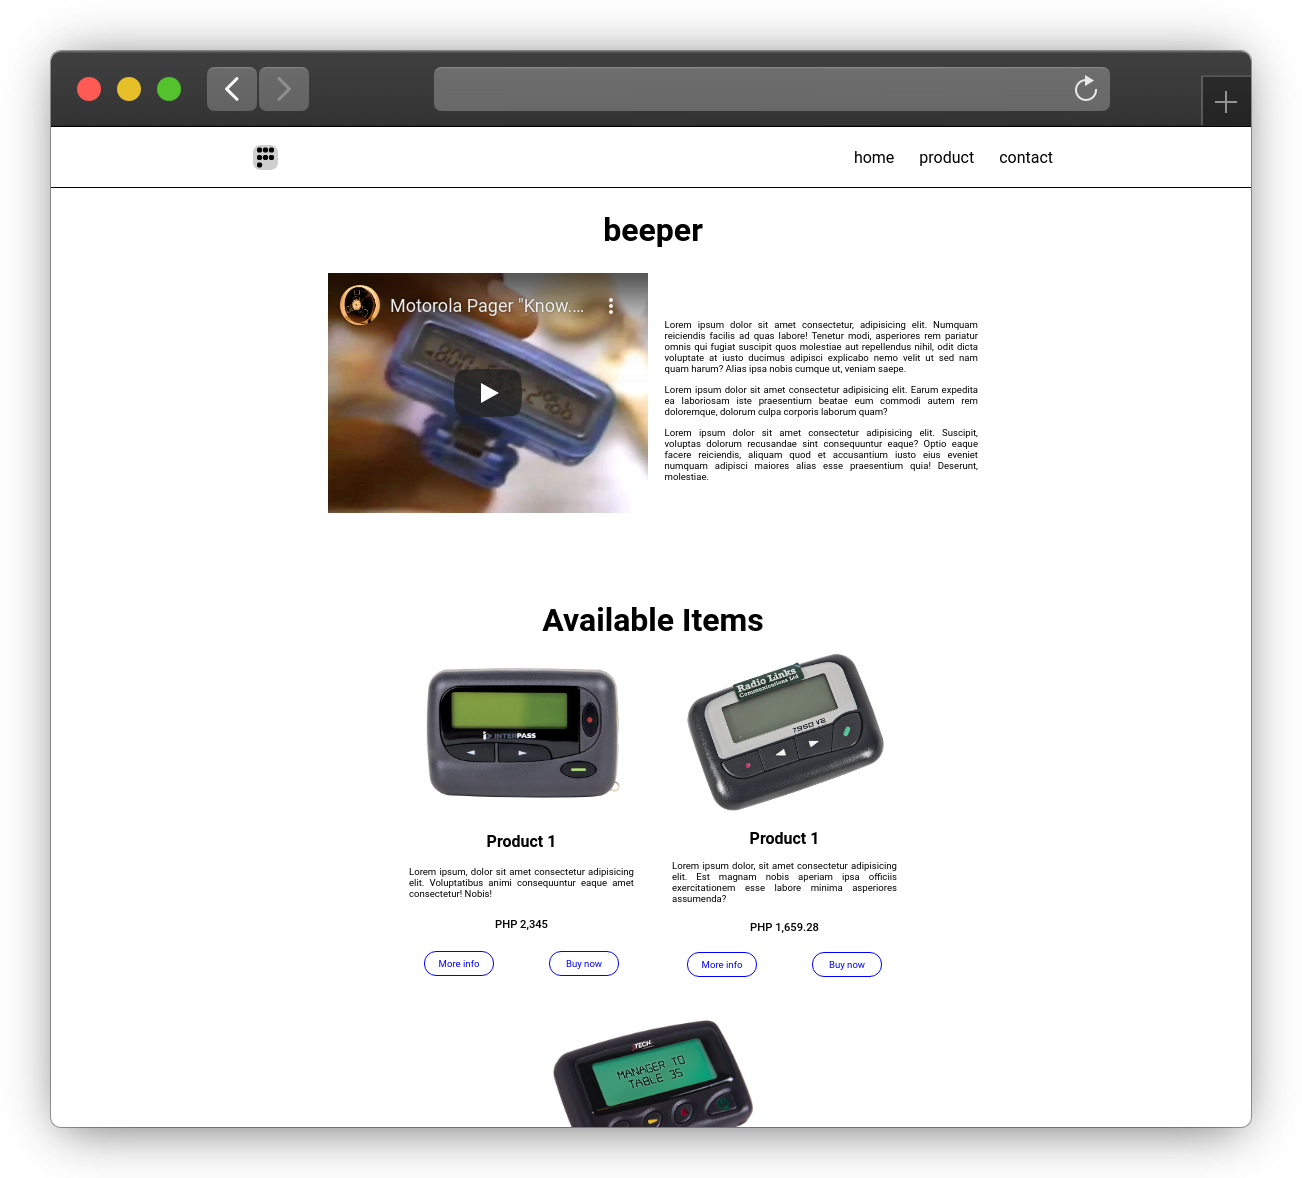 home product contact
beeper
Motorola Pager "Know....
Lorem ipsum dolor sit amet consectetur, adipisicing elit. Numquam
reiciendis facilis ad quas labore! Tenetur modi, asperiores rem pariatur
omnis qui fugiat suscipit quos molestiae aut repellendus nihil, odit dicta
voluptate at iusto ducimus adipisci explicabo nemo velit ut sed nam
quam harum? Alias ipsa nobis cumque ut, veniam saepe.
Lorem ipsum dolor sit amet consectetur adipisicing elit. Earum expedita
ea laboriosam iste praesentium beatae eum commodi autem rem
doloremque, dolorum culpa corporis laborum quam?
Lorem ipsum dolor sit amet consectetur adipisicing elit. Suscipit,
voluptas dolorum recusandae sint consequuntur eaque? Optio eaque
facere reiciendis, aliquam quod et accusantium iusto eius eveniet
numquam adipisci maiores alias esse praesentium quia! Deserunt,
molestiae.
Available Items
INTERPASS
Product 1
Lorem ipsum, dolor sit amet consectetur adipisicing
elit. Voluptatibus animi consequuntur eaque amet
consectetur! Nobis!
PHP 2,345
More info
Buy now
Radio Links
Communications Ltd
7950 V2
Product 1
Lorem ipsum dolor, sit amet consectetur adipisicing
elit. Est magnam nobis aperiam ipsa officiis
exercitationem esse labore minima asperiores
assumenda?
PHP 1,659.28
More info
Buy now
JTECH
MANAGER TO
TABLE 35